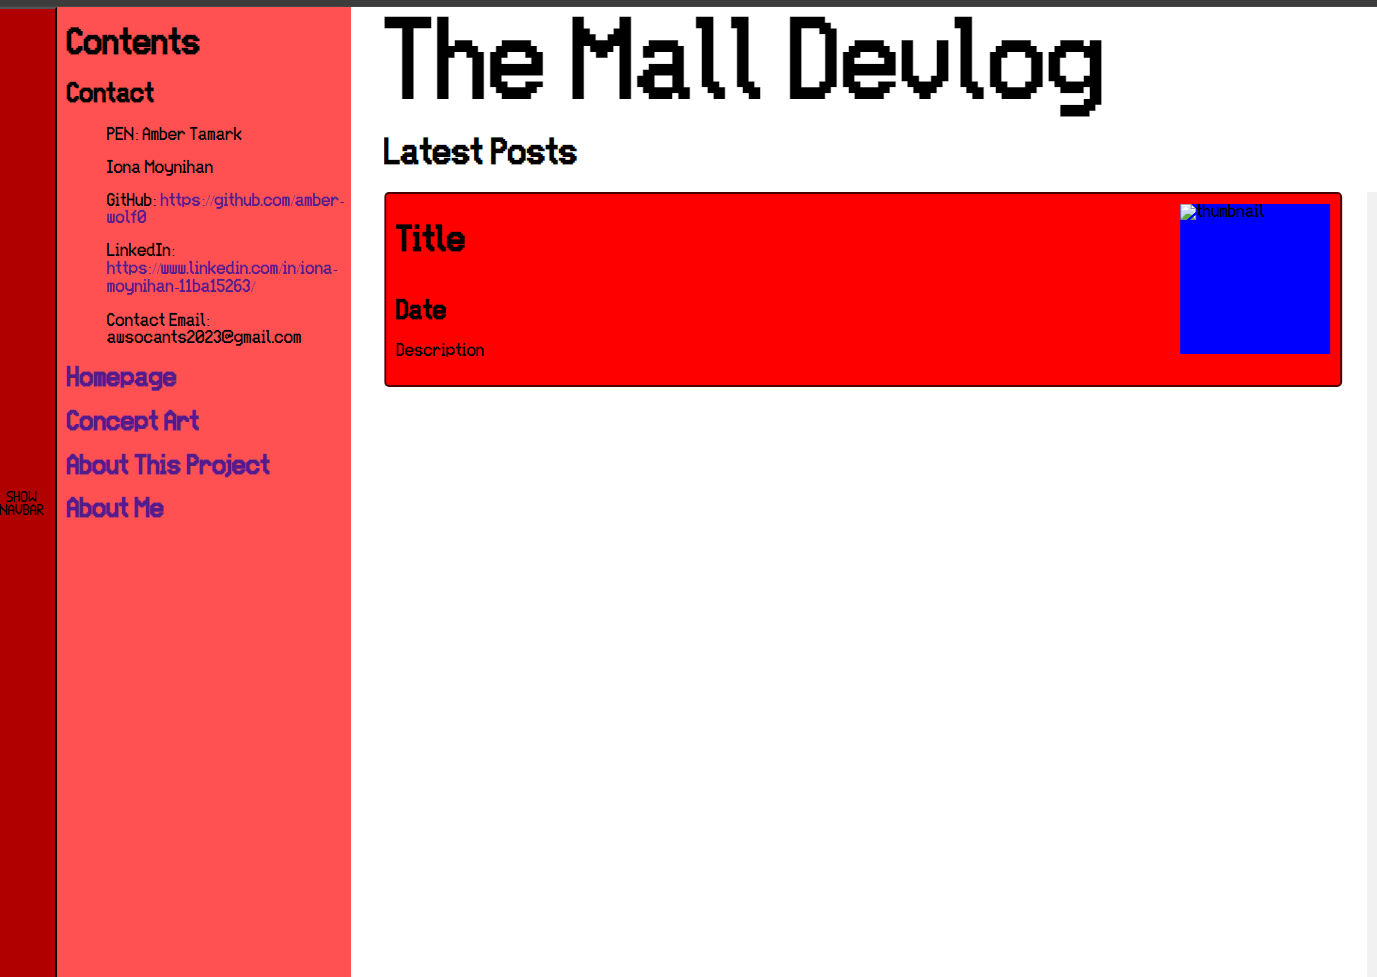 Contents
Contact
PEN: Amber Tamark
Iona Moynihan
GitHub: https://github.com/amber-
wolf0
LinkedIn:
https://www.linkedin.com/in/iona-
moynihan-11ba15263/
Contact Email:
awsocants2023@gmail.com
Homepage
Concept Art
About This Project
About Me
SHOW
NAVBAR
The Mall Devlog
Latest Posts
Title
Date
Description
thumbnail